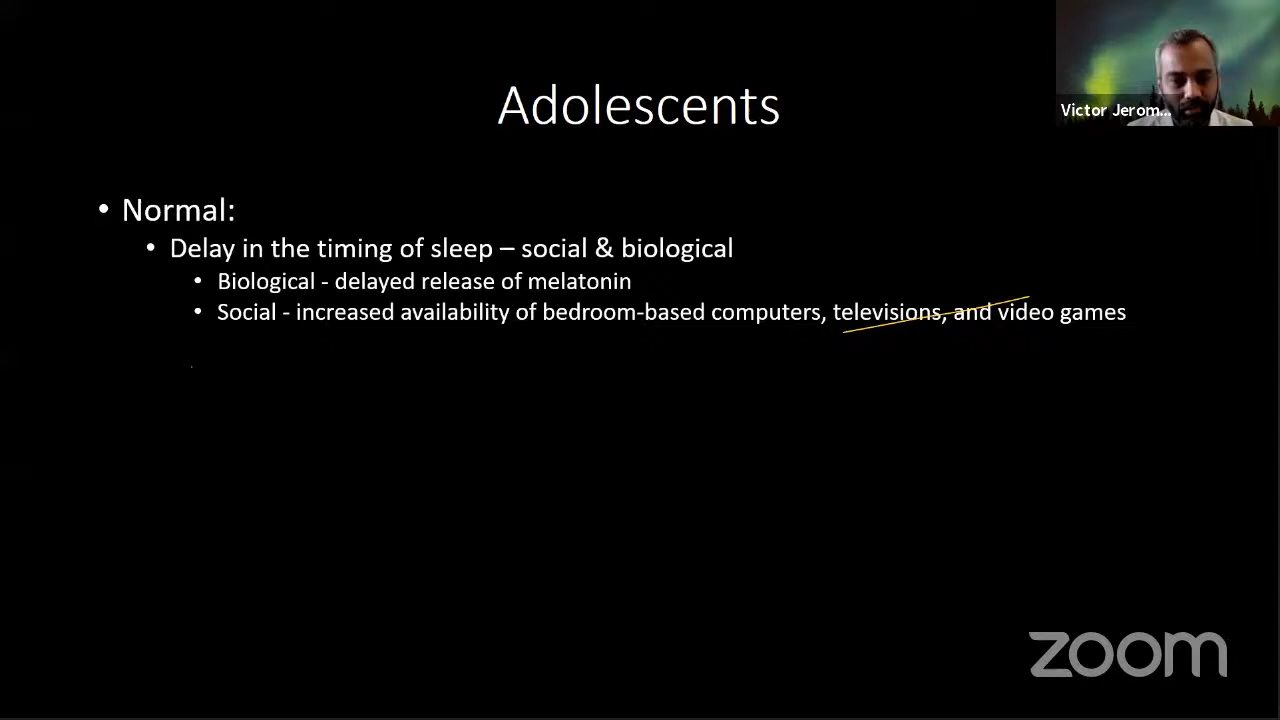 Adolescents
Victor Jerom...
• Normal:
• Delay in the timing of sleep – social & biological
• Biological - delayed release of melatonin
• Social - increased availability of bedroom-based computers, televisions, and video games
zoom